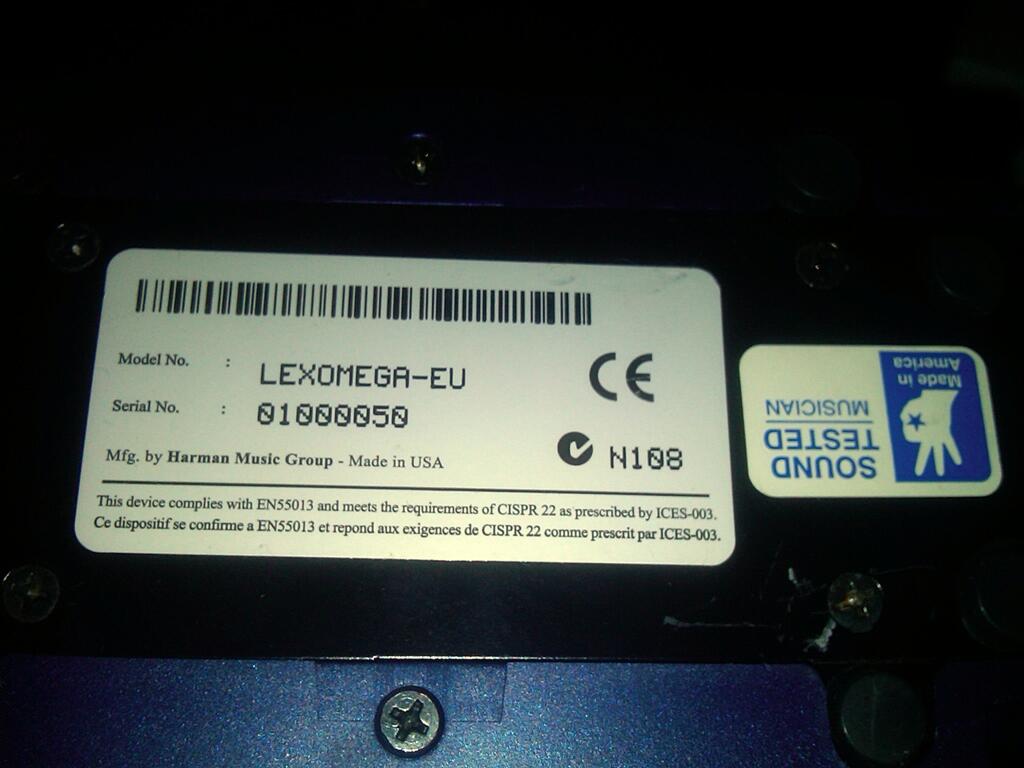 Model No. : LEXOMEGA-EU
Serial No. : 01000050
Mfg. by Harman Music Group - Made in USA
CE
N108
This device complies with EN55013 and meets the requirements of CISPR 22 as prescribed by ICES-003.
Ce dispositif se confirme a EN55013 et repond aux exigences de CISPR 22 comme prescrit par ICES-003.
SOUND
TESTED
MUSICIAN
Made in
America